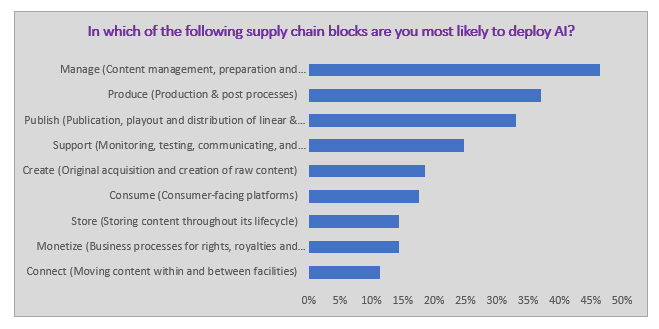 In which of the following supply chain blocks are you most likely to deploy AI?
Manage (Content management, preparation and...
Produce (Production & post processes)
Publish (Publication, playout and distribution of linear &...
Support (Monitoring, testing, communicating, and...
Create (Original acquisition and creation of raw content)
Consume (Consumer-facing platforms)
Store (Storing content throughout its lifecycle)
Monetize (Business processes for rights, royalties and...
Connect (Moving content within and between facilities)
0% 5% 10% 15% 20% 25% 30% 35% 40% 45% 50%